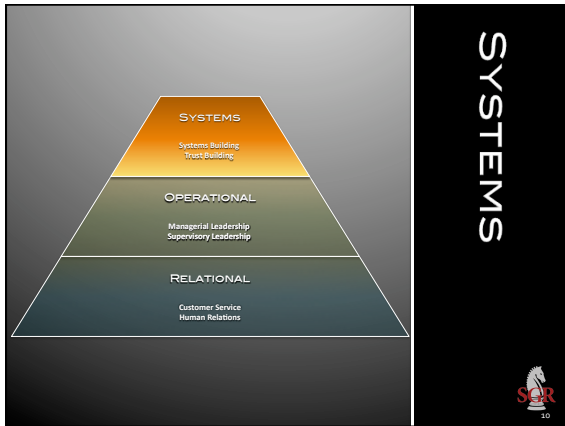 SYSTEMS
Systems Building
Trust Building
OPERATIONAL
Managerial Leadership
Supervisory Leadership
RELATIONAL
Customer Service
Human Relations
SYSTEMS
SGR
10